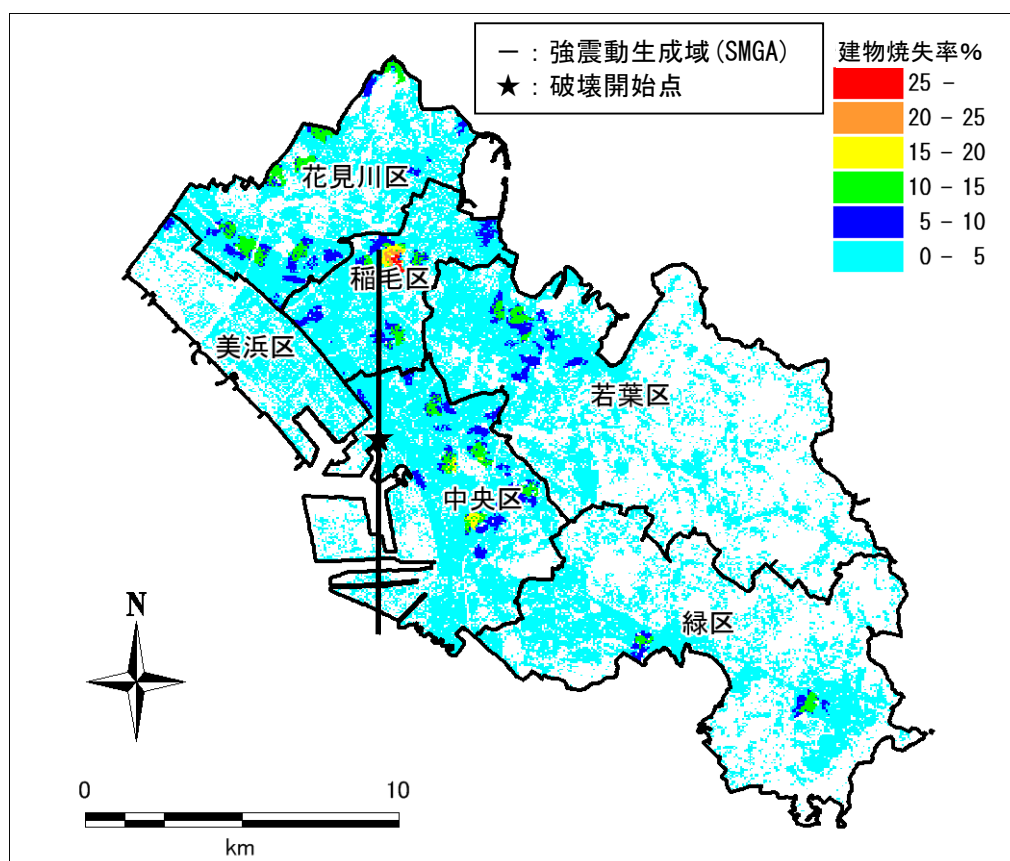 ― : 強震動生成域(SMGA)
★ : 破壊開始点
建物焼失率%
25 -
20 - 25
15 - 20
10 - 15
5 - 10
0 - 5
花見川区
稲毛区
美浜区
若葉区
中央区
緑区
N
0 10
km